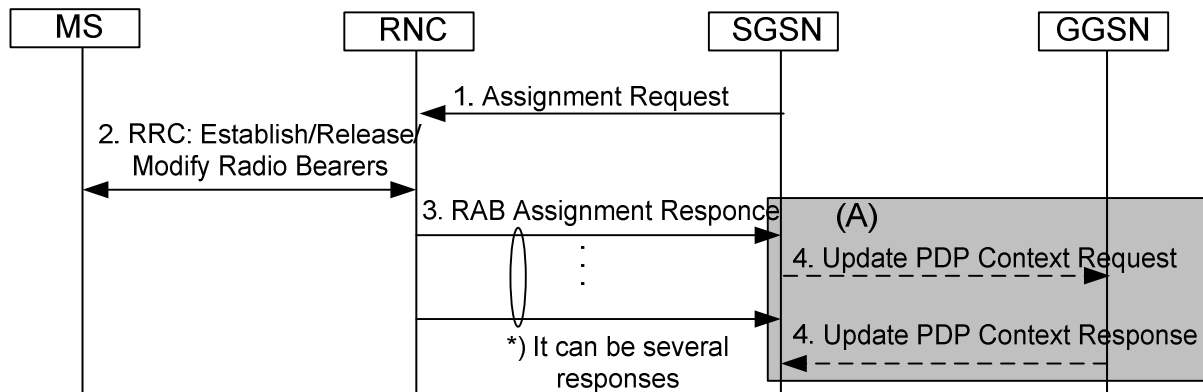 MS
RNC
SGSN
GGSN
1. Assignment Request
2. RRC: Establish/Release/
Modify Radio Bearers
3. RAB Assignment Responce
(A)
4. Update PDP Context Request
4. Update PDP Context Response
*) It can be several
responses